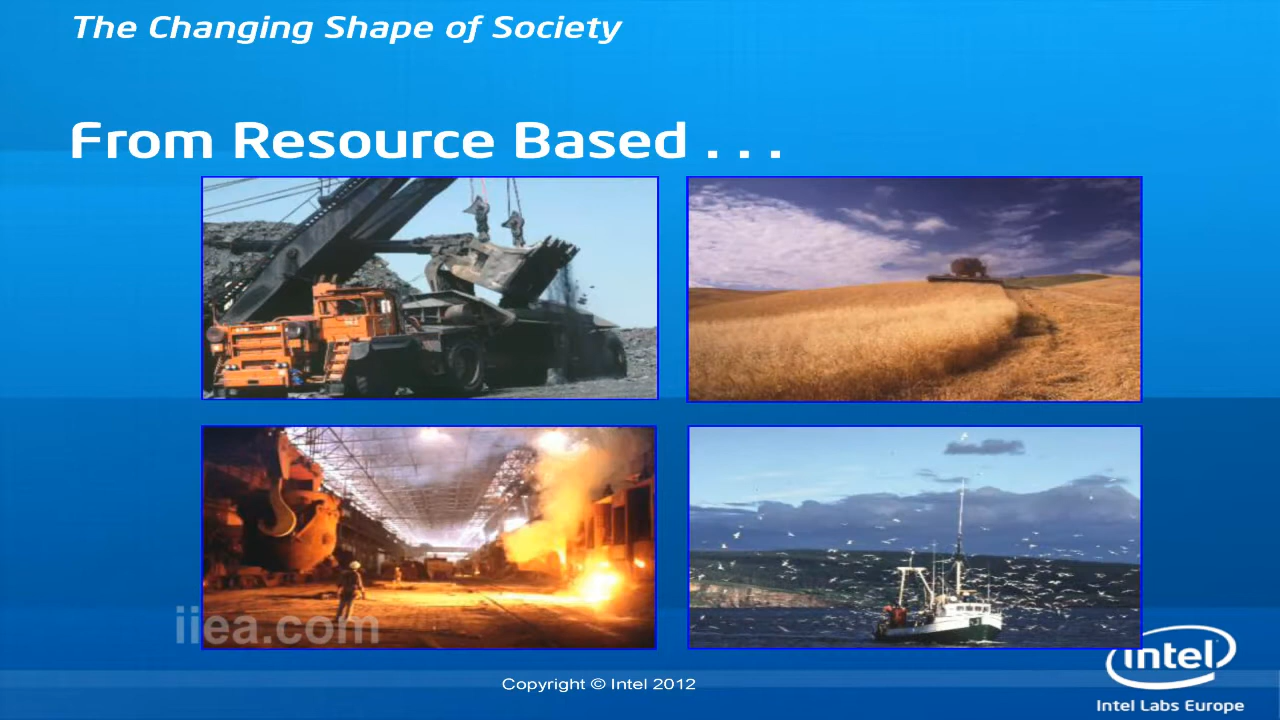 The Changing Shape of Society
From Resource Based . . .
iiea.com
Copyright © Intel 2012
intel
Intel Labs Europe